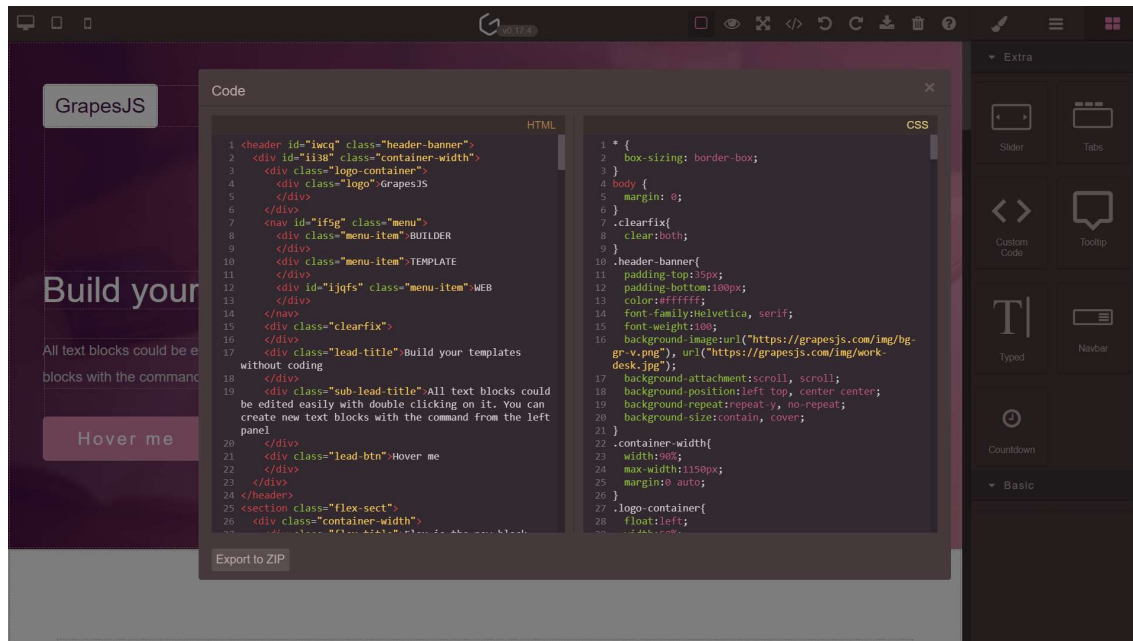 v0.17.4
Extra
Code
GrapesJS
Slider
Tabs
Custom
Code
Tooltip
Typed
Navbar
Countdown
Basic
HTML
1 <header id="iwcq" class="header-banner">
2 <div id="ii38" class="container-width">
3 <div class="logo-container">
4 <div class="logo">GrapesJS
5 </div>
6 </div>
7 <nav id="if5g" class="menu">
8 <div class="menu-item">BUILDER
9 </div>
10 <div class="menu-item">TEMPLATE
11 </div>
12 <div id="ijqfs" class="menu-item">WEB
13 </div>
14 </nav>
15 <div class="clearfix">
16 </div>
17 <div class="lead-title">Build your templates
without coding
18 </div>
19 <div class="sub-lead-title">All text blocks could
be edited easily with double clicking on it. You can
create new text blocks with the command from the left
panel
20 </div>
21 <div class="lead-btn">Hover me
22 </div>
23 </div>
24 </header>
25 <section class="flex-sect">
26 <div class="container-width">
CSS
1 * {
2 box-sizing: border-box;
3 }
4 body {
5 margin: 0;
6 }
7 .clearfix{
8 clear:both;
9 }
10 .header-banner{
11 padding-top:35px;
12 padding-bottom:100px;
13 color:#ffffff;
14 font-family:Helvetica, serif;
15 font-weight:100;
16 background-image:url("https://grapesjs.com/img/bg-
gr-v.png"), url("https://grapesjs.com/img/work-
desk.jpg");
17 background-attachment:scroll, scroll;
18 background-position:left top, center center;
19 background-repeat:repeat-y, no-repeat;
20 background-size:contain, cover;
21 }
22 .container-width{
23 width:90%;
24 max-width:1150px;
25 margin:0 auto;
26 }
27 .logo-container{
28 float:left;
Build your
All text blocks could be e
blocks with the command
Hover me
Export to ZIP